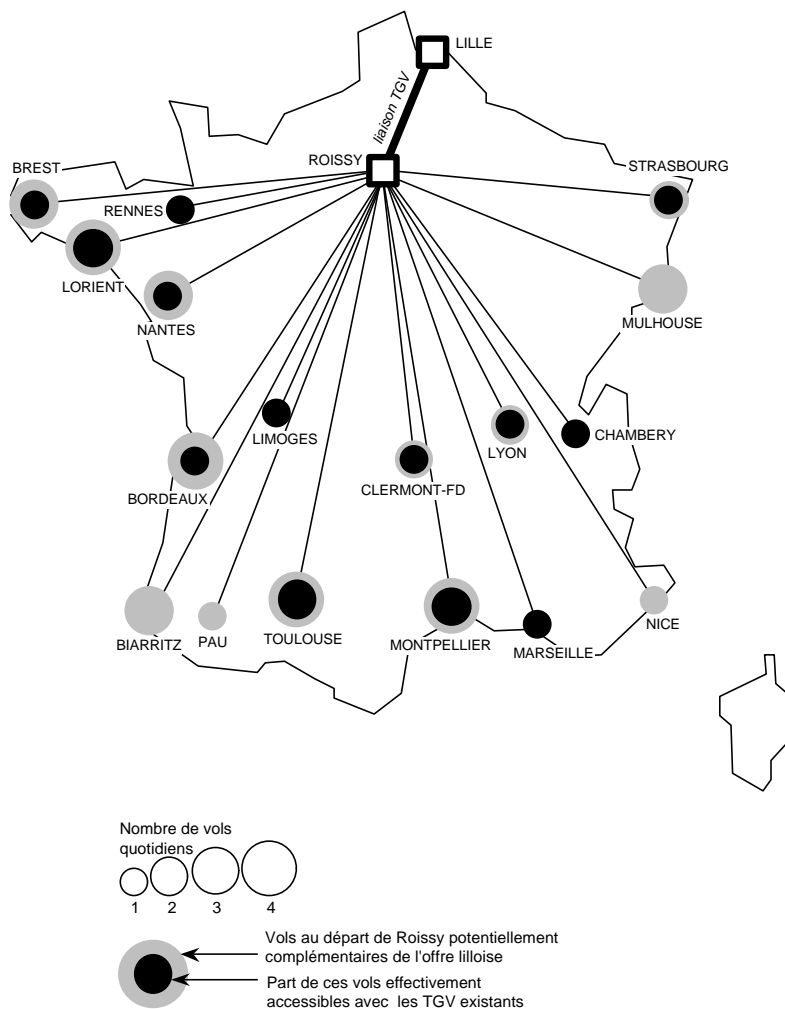 LILLE
liaison TGV
ROISSY
BREST
STRASBOURG
RENNES
LORIENT
NANTES
MULHOUSE
LIMOGES
LYON
CHAMBERY
BORDEAUX
CLERMONT-FD
BIARRITZ
PAU
TOULOUSE
MONTPELLIER
MARSEILLE
NICE
Nombre de vols
quotidiens
1 2 3 4
Vols au départ de Roissy potentiellement
complémentaires de l'offre lilloise
Part de ces vols effectivement
accessibles avec les TGV existants